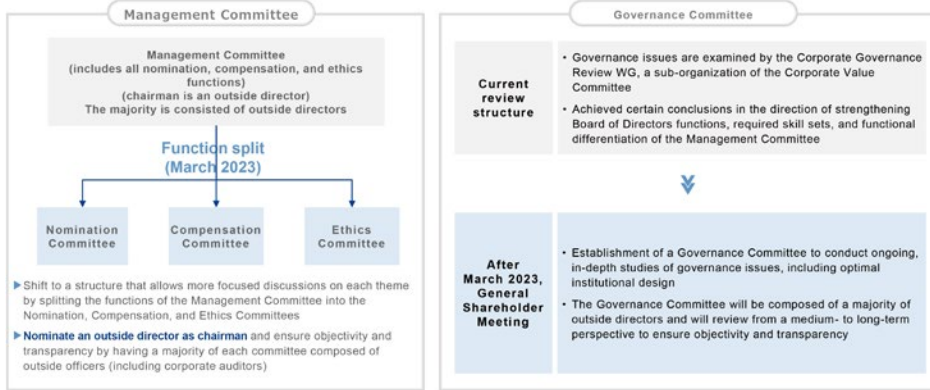 Management Committee
Management Committee
(includes all nomination, compensation, and ethics
functions)
(chairman is an outside director)
The majority is consisted of outside directors
Function split
(March 2023)
Nomination
Committee
Compensation
Committee
Ethics
Committee
▶Shift to a structure that allows more focused discussions on each theme
by splitting the functions of the Management Committee into the
Nomination, Compensation, and Ethics Committees
▶Nominate an outside director as chairman and ensure objectivity and
transparency by having a majority of each committee composed of
outside officers (including corporate auditors)
Governance Committee
Current
review
structure
• Governance issues are examined by the Corporate Governance
Review WG, a sub-organization of the Corporate Value
Committee
• Achieved certain conclusions in the direction of strengthening
Board of Directors functions, required skill sets, and functional
differentiation of the Management Committee
After
March 2023,
General
Shareholder
Meeting
• Establishment of a Governance Committee to conduct ongoing,
in-depth studies of governance issues, including optimal
institutional design
• The Governance Committee will be composed of a majority of
outside directors and will review from a medium- to long-term
perspective to ensure objectivity and transparency